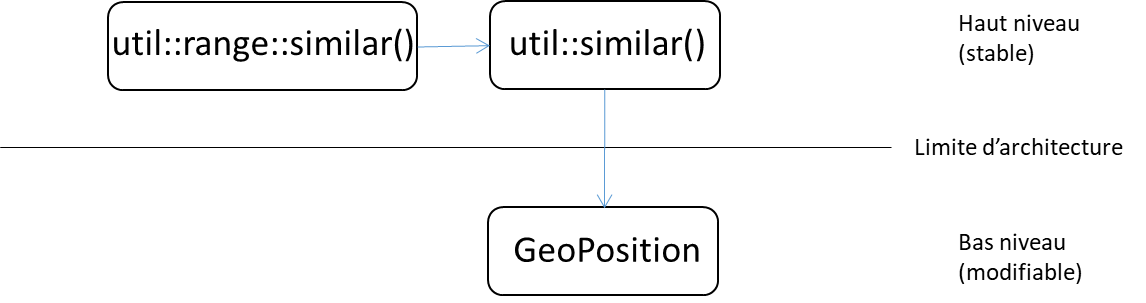 util::range::similar()
util::similar()
Haut niveau
(stable)
Limite d’architecture
GeoPosition
Bas niveau
(modifiable)